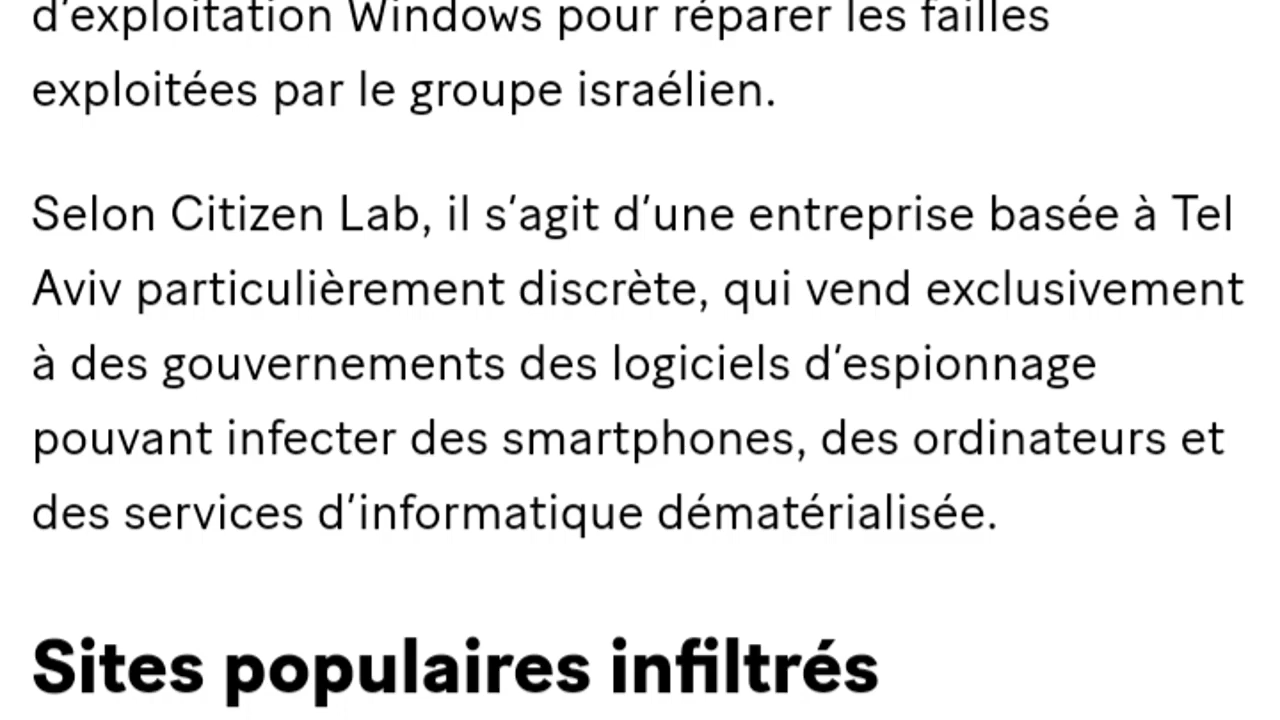 d’exploitation Windows pour réparer les failles
exploitées par le groupe israélien.
Selon Citizen Lab, il s’agit d’une entreprise basée à Tel
Aviv particulièrement discrète, qui vend exclusivement
à des gouvernements des logiciels d’espionnage
pouvant infecter des smartphones, des ordinateurs et
des services d’informatique dématérialisée.
Sites populaires infiltrés